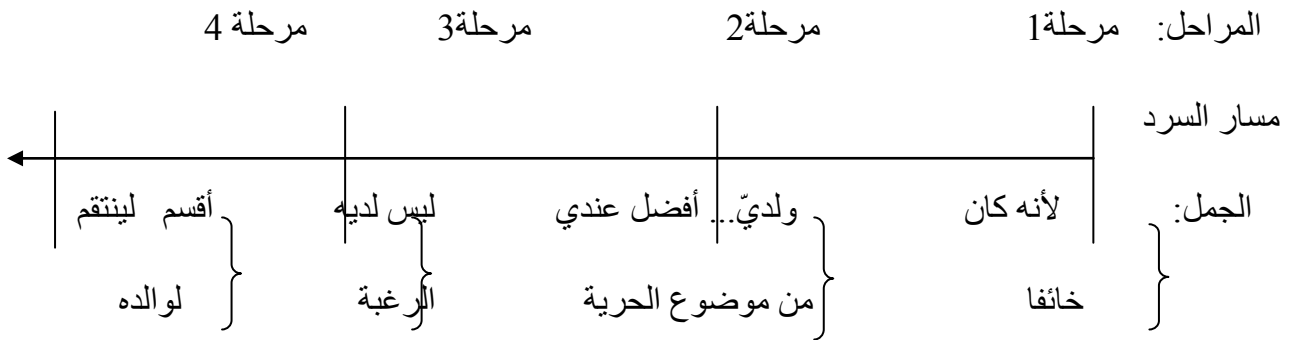 المراحل: مرحلة1 مرحلة2 مرحلة3 مرحلة 4
مسار السرد
الجمل: لأنه كان ولديّ... أفضل عندي ليس لديه أقسم لينتقم
خائفا من موضوع الحرية الرغبة لوالده